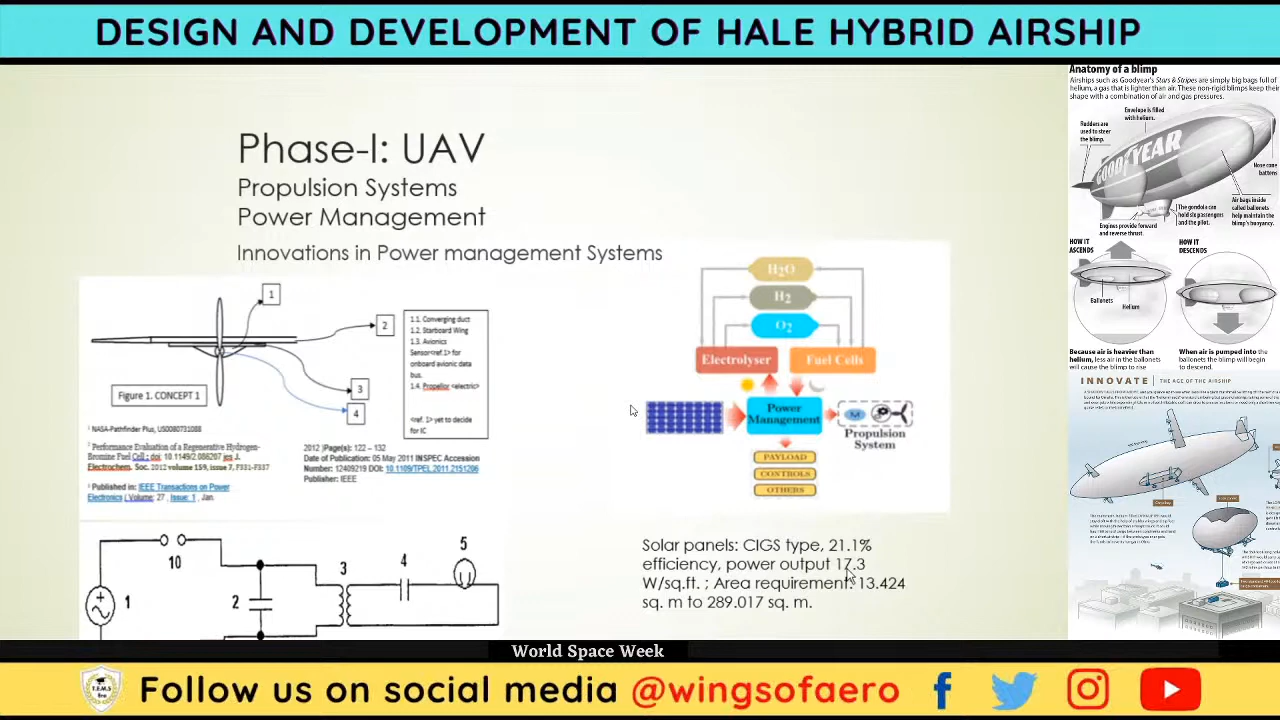 DESIGN AND DEVELOPMENT OF HALE HYBRID AIRSHIP
Phase-I: UAV
Propulsion Systems
Power Management
Innovations in Power management Systems
1
2
3
4
1.1. Converging duct
1.2. Starboard Wing
1.3. Avionics
Sensor<ref.1> for
onboard avionic data
bus.
1.4. Propellor <electric>
<ref. 1> yet to decide
for IC
Figure 1. CONCEPT 1
¹ NASA-Pathfinder Plus, US0080731088
Performance Evaluation of a Regenerative Hydrogen-
Bromine Fuel Cell ; doi: 10.1149/2.086207 jes J.
Electrochem. Soc. 2012 volume 159, issue 7, F331-F337
Published in: IEEE Transactions on Power
Electronics ( Volume: 27 , Issue: 1 , Jan
2012 )Page(s): 122 – 132
Date of Publication: 05 May 2011 INSPEC Accession
Number: 12409219 DOI: 10.1109/TPEL.2011.2151206
Publisher: IEEE
H₂O
H₂
O₂
Electrolyser
Fuel Cells
Power
Management
M
Propulsion
System
PAYLOAD
CONTROLS
OTHERS
10
1
2
3
4
5
Solar panels: CIGS type, 21.1%
efficiency, power output 17.3
W/sq.ft. ; Area requirement 13.424
sq. m to 289.017 sq. m.
Anatomy of a blimp
Airships such as Goodyear's Stars & Stripes are simply big bags full of
helium, a gas that is lighter than air. These non-rigid blimps keep their
shape with a combination of air and gas pressures.
Envelope is filled
with helium.
Rudders are
used to steer
the blimp.
GOODYEAR
Nose cone
battens
The gondola can
hold six passengers
and the pilot.
Air bags inside
called ballonets
help maintain the
blimp's buoyancy.
Engines provide forward
and reverse thrust.
HOW IT
ASCENDS
HOW IT
DESCENDS
Ballonets
Helium
Because air is heavier than
helium, less air in the ballonets
will cause the blimp to rise
When air is pumped into the
ballonets the blimp will begin
to descend.
INNOVATE | THE AGE OF THE AIRSHIP
World Space Week
T.E.M.S
Follow us on social media @wingsofaero